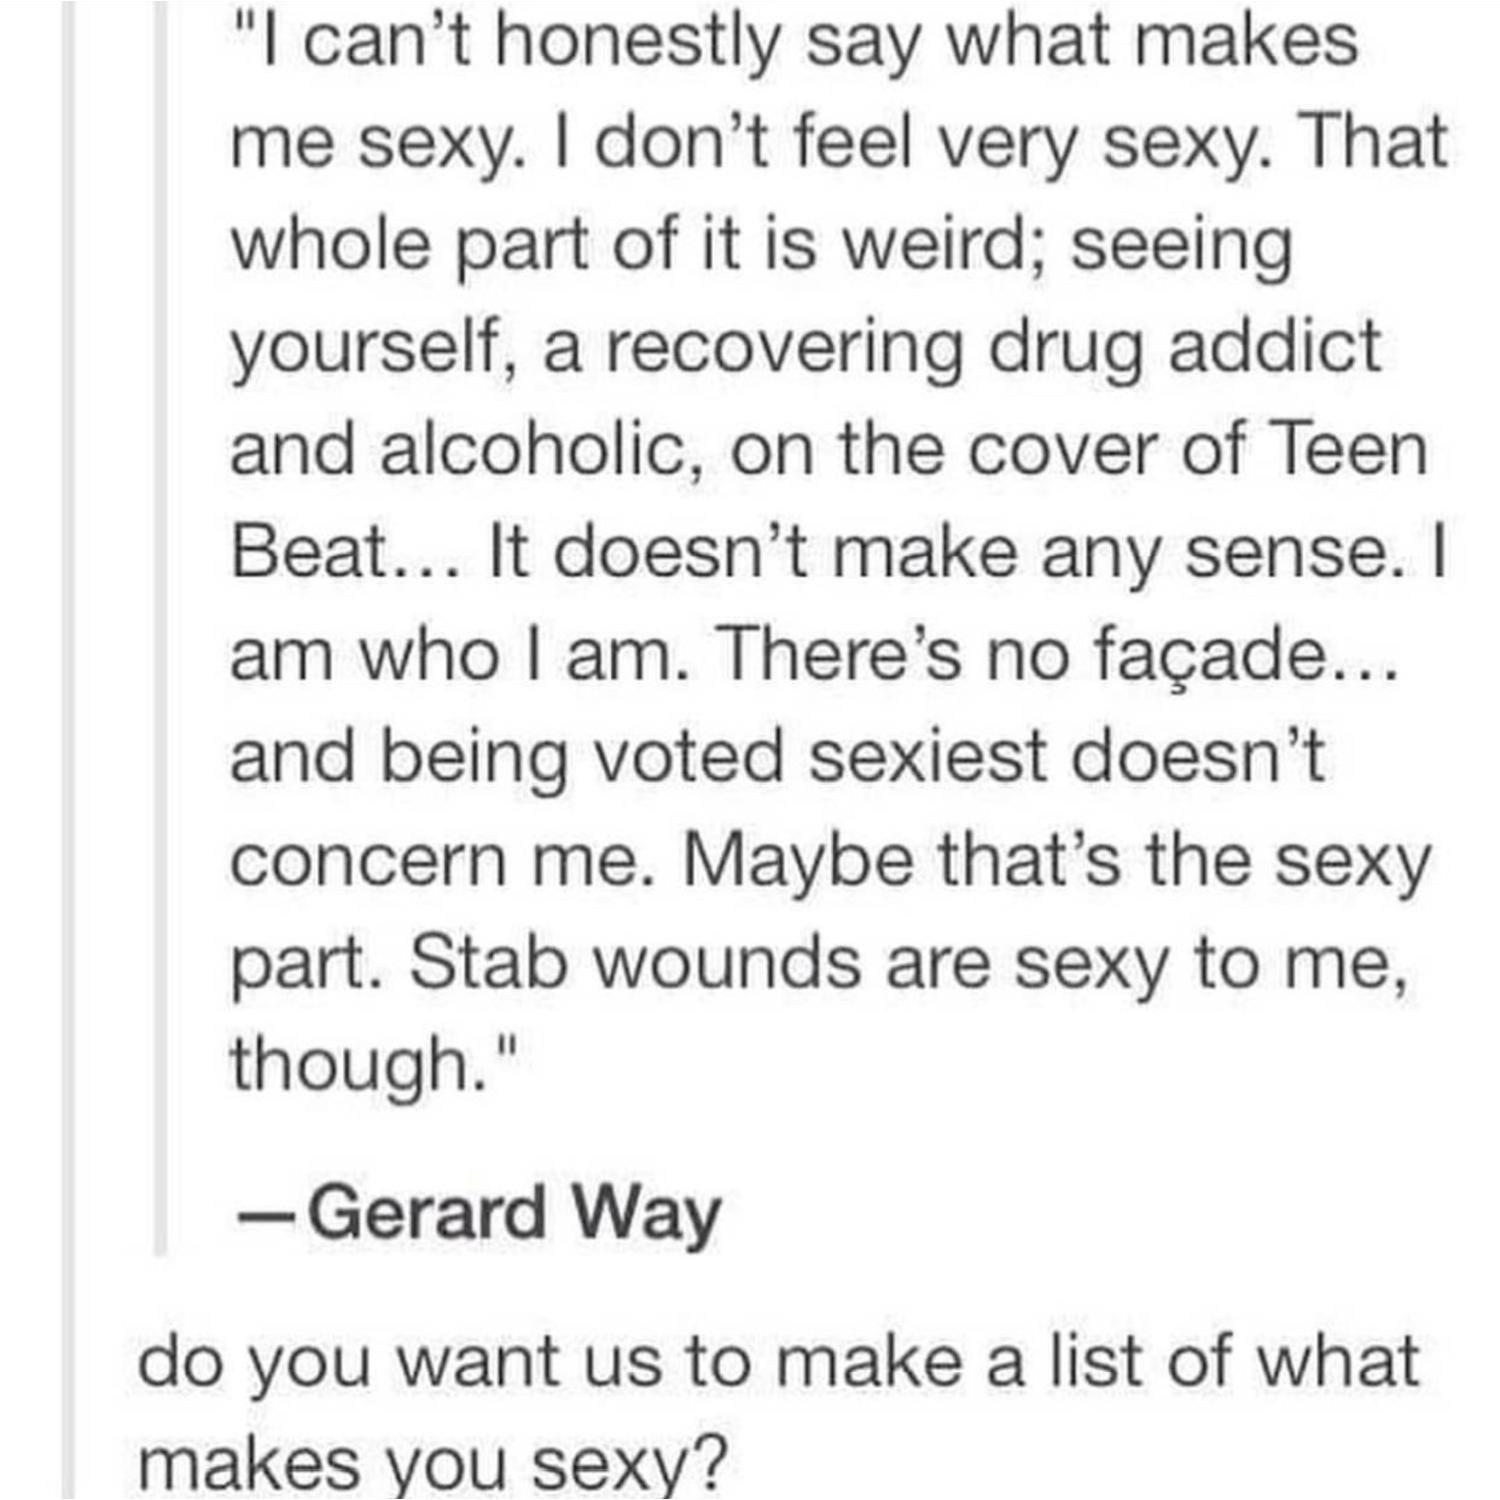 "I can’t honestly say what makes
me sexy. I don’t feel very sexy. That
whole part of it is weird; seeing
yourself, a recovering drug addict
and alcoholic, on the cover of Teen
Beat... It doesn’t make any sense. I
am who I am. There’s no façade...
and being voted sexiest doesn’t
concern me. Maybe that’s the sexy
part. Stab wounds are sexy to me,
though."
—Gerard Way
do you want us to make a list of what
makes you sexy?